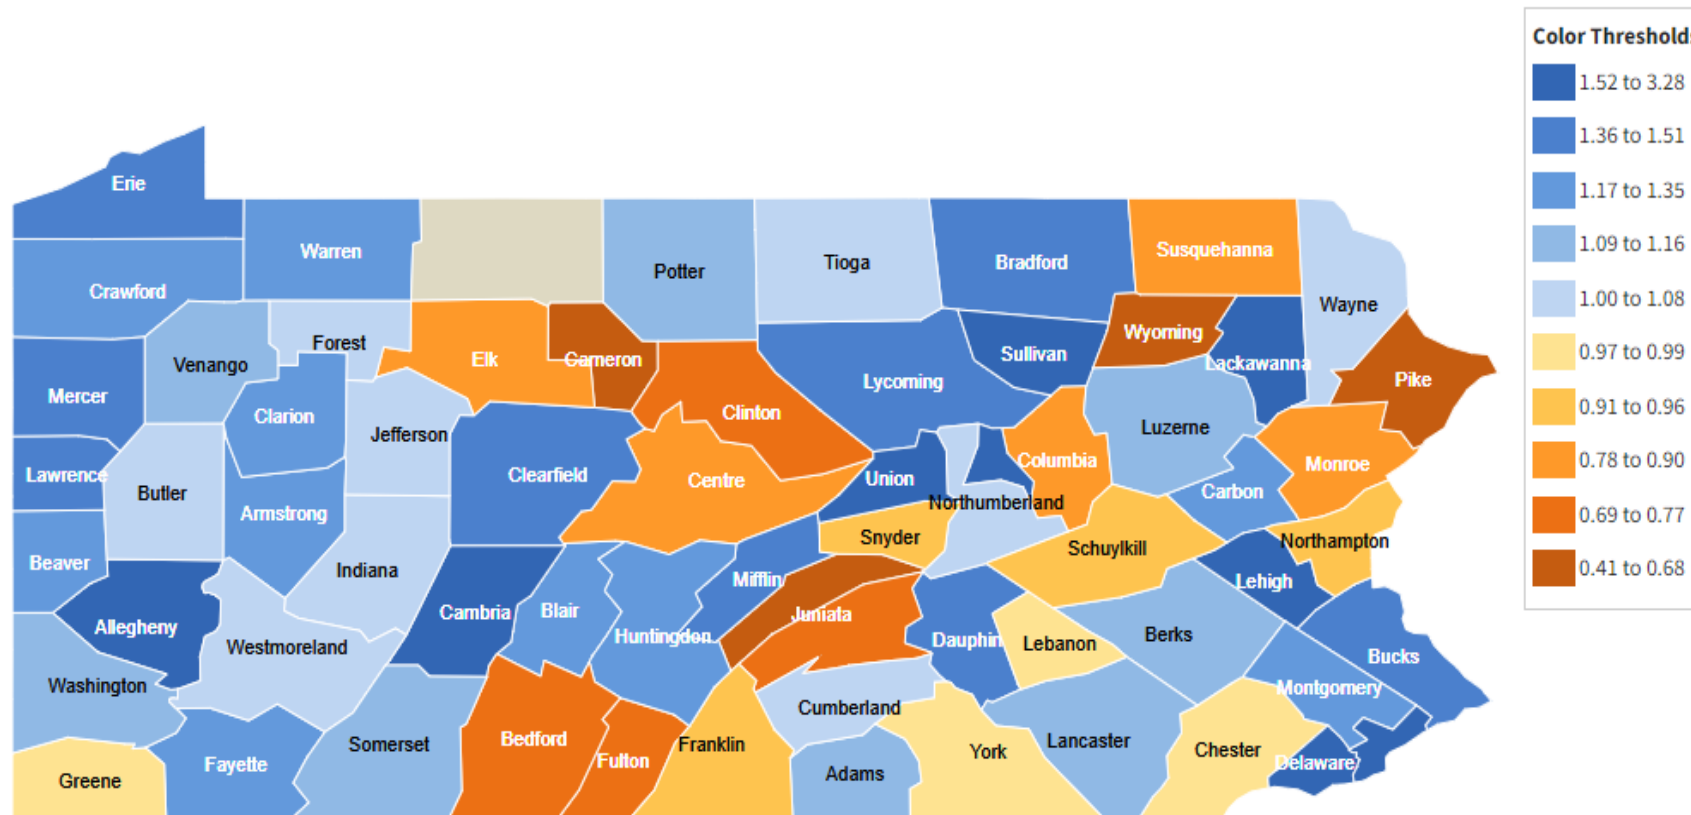 Color Threshold
1.52 to 3.28
1.36 to 1.51
1.17 to 1.35
1.09 to 1.16
1.00 to 1.08
0.97 to 0.99
0.91 to 0.96
0.78 to 0.90
0.69 to 0.77
0.41 to 0.68
Erie
Warren
Crawford
Potter
Tioga
Bradford
Susquehanna
Wayne
Forest
Venango
Elk
Cameron
Sullivan
Wyoming
Lackawanna
Pike
Mercer
Clarion
Jefferson
Clinton
Lycoming
Luzerne
Lawrence
Butler
Armstrong
Clearfield
Centre
Union
Northumberland
Columbia
Carbon
Monroe
Beaver
Indiana
Snyder
Schuylkill
Northampton
Allegheny
Westmoreland
Cambria
Blair
Huntingdon
Mifflin
Juniata
Dauphin
Lebanon
Berks
Lehigh
Bucks
Washington
Somerset
Bedford
Fulton
Franklin
Cumberland
Adams
York
Lancaster
Chester
Montgomery
Delaware
Greene
Fayette